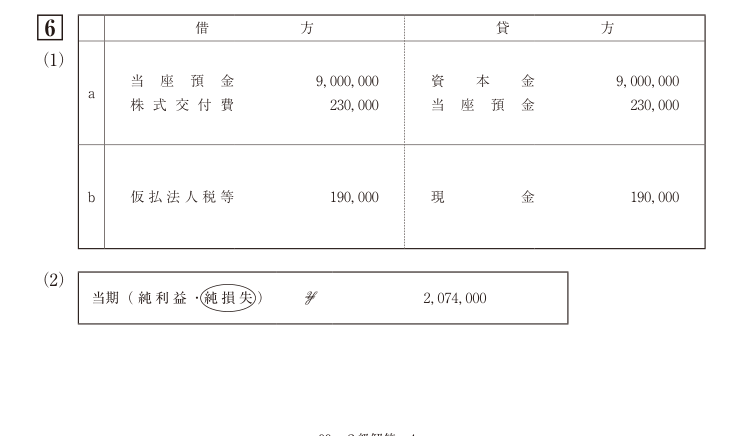 6
借方 貸方
(1)
a 当座預金 9,000,000 資本金 9,000,000
株式交付費 230,000 当座預金 230,000
b 仮払法人税等 190,000 現金 190,000
(2)
当期(純利益・純損失) ¥ 2,074,000